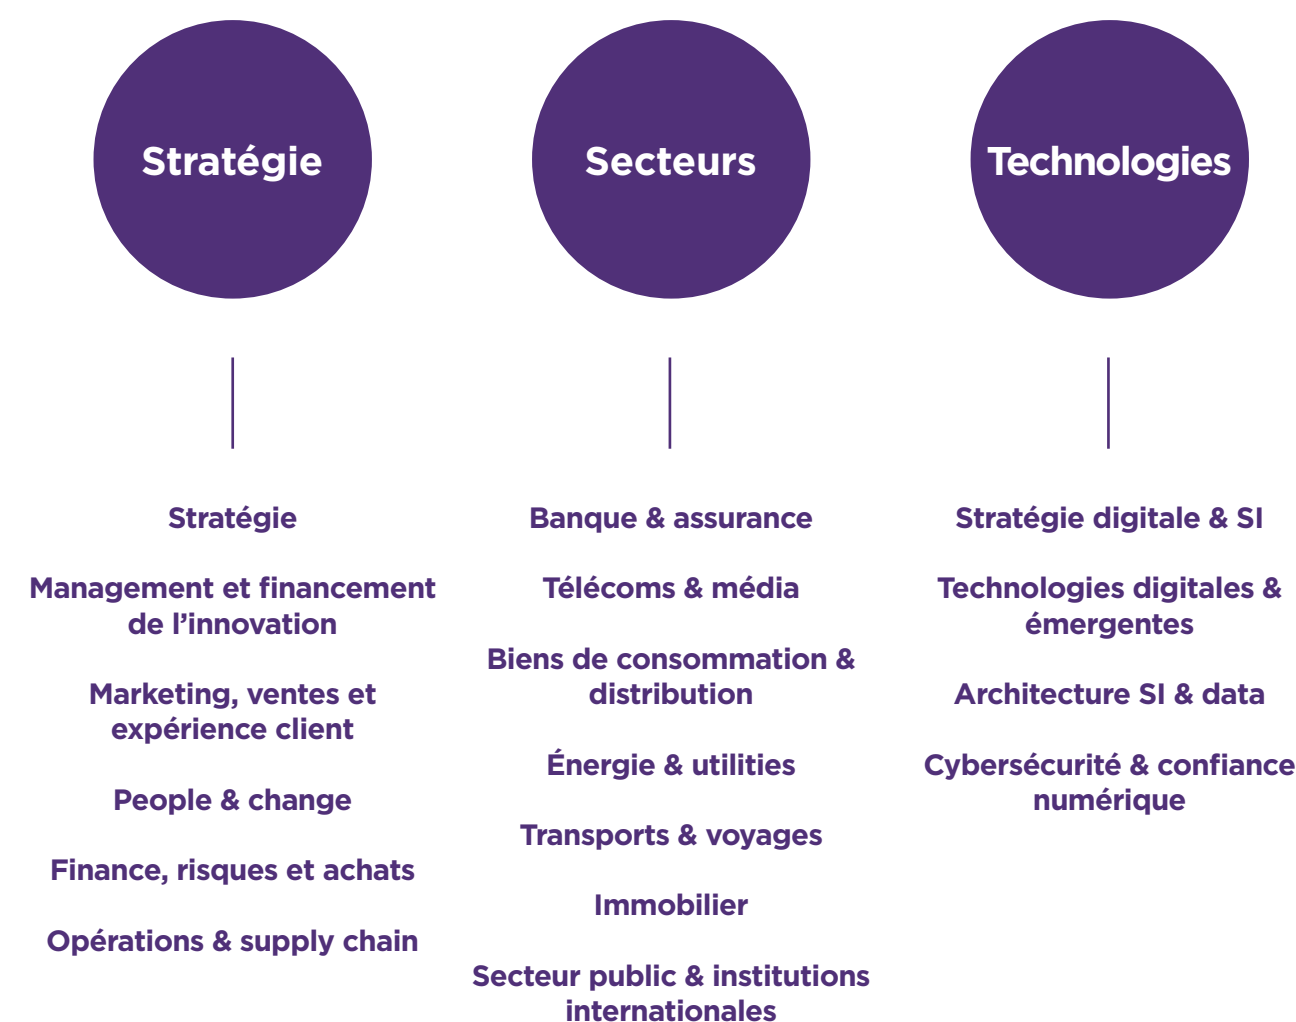 Stratégie
Stratégie
Management et financement
de l’innovation
Marketing, ventes et
expérience client
People & change
Finance, risques et achats
Opérations & supply chain
Secteurs
Banque & assurance
Télécoms & média
Biens de consommation &
distribution
Énergie & utilities
Transports & voyages
Immobilier
Secteur public & institutions
internationales
Technologies
Stratégie digitale & SI
Technologies digitales &
émergentes
Architecture SI & data
Cybersécurité & confiance
numérique